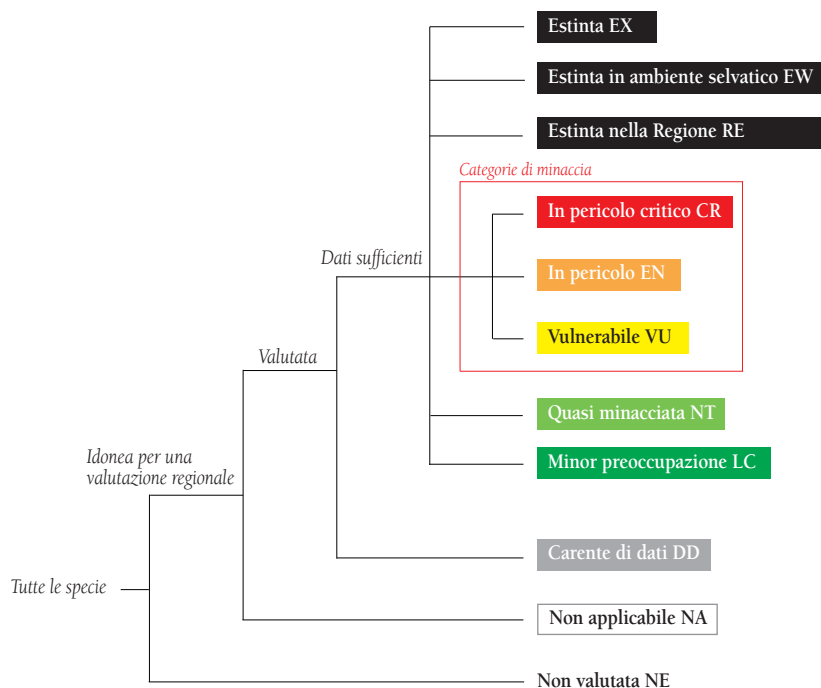 Estinta EX
Estinta in ambiente selvatico EW
Estinta nella Regione RE
Categorie di minaccia
In pericolo critico CR
Dati sufficienti
In pericolo EN
Vulnerabile VU
Valutata
Quasi minacciata NT
Idonea per una
valutazione regionale
Minor preoccupazione LC
Carente di dati DD
Tutte le specie
Non applicabile NA
Non valutata NE